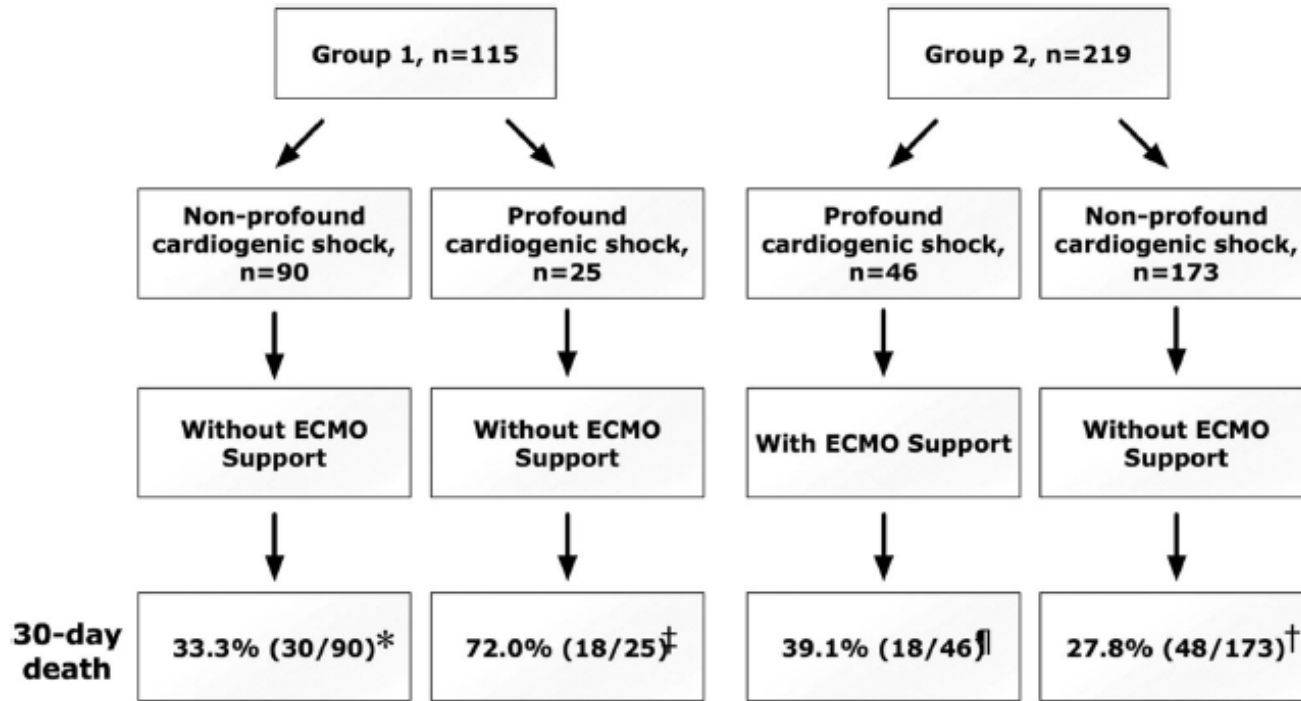 Group 1, n=115
Group 2, n=219
Non-profound
cardiogenic shock,
n=90
Profound
cardiogenic shock,
n=25
Profound
cardiogenic shock,
n=46
Non-profound
cardiogenic shock,
n=173
Without ECMO
Support
Without ECMO
Support
With ECMO Support
Without ECMO
Support
30-day
death
33.3% (30/90)*
72.0% (18/25)‡
39.1% (18/46)¶
27.8% (48/173)†